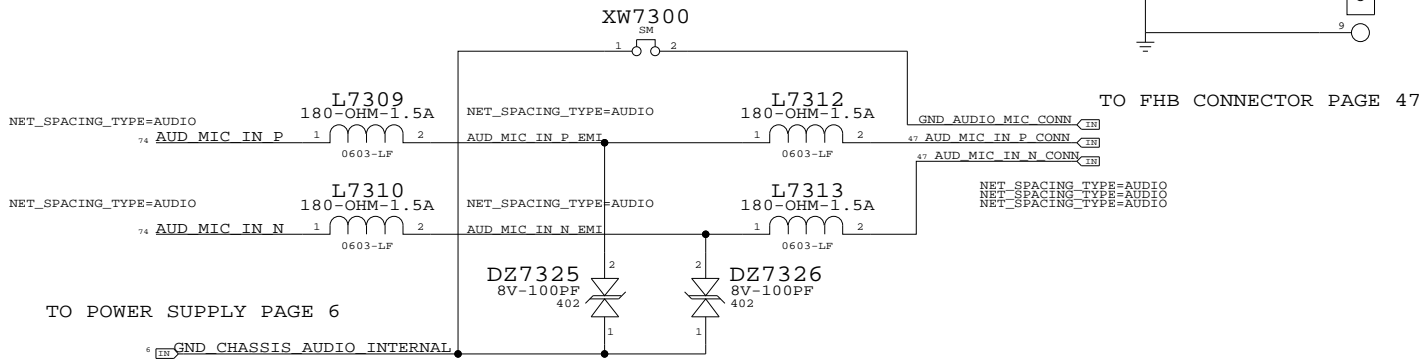 XW7300
SM
1 2
9
TO FHB CONNECTOR PAGE 47
L7309
180-OHM-1.5A
NET_SPACING_TYPE=AUDIO
NET_SPACING_TYPE=AUDIO
L7312
180-OHM-1.5A
GND_AUDIO_MIC_CONN
IN
74 AUD_MIC_IN_P
1 2
AUD_MIC_IN_P_EMI
1 2
47 AUD_MIC_IN_P_CONN
IN
0603-LF
0603-LF
47 AUD_MIC_IN_N_CONN
IN
L7310
180-OHM-1.5A
NET_SPACING_TYPE=AUDIO
NET_SPACING_TYPE=AUDIO
L7313
180-OHM-1.5A
NET_SPACING_TYPE=AUDIO
NET_SPACING_TYPE=AUDIO
NET_SPACING_TYPE=AUDIO
74 AUD_MIC_IN_N
1 2
AUD_MIC_IN_N_EMI
1 2
0603-LF
0603-LF
2 2
DZ7325
8V-100PF
402
DZ7326
8V-100PF
402
1 1
TO POWER SUPPLY PAGE 6
6 IN GND_CHASSIS_AUDIO_INTERNAL